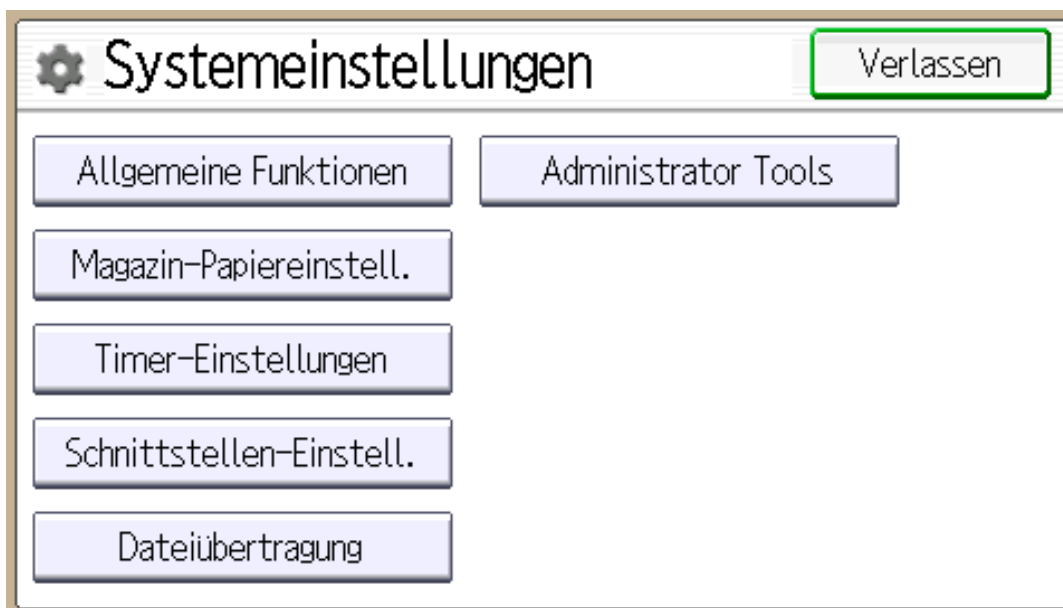 Systemeinstellungen
Verlassen
Allgemeine Funktionen
Administrator Tools
Magazin-Papiereinstell.
Timer-Einstellungen
Schnittstellen-Einstell.
Dateiübertragung